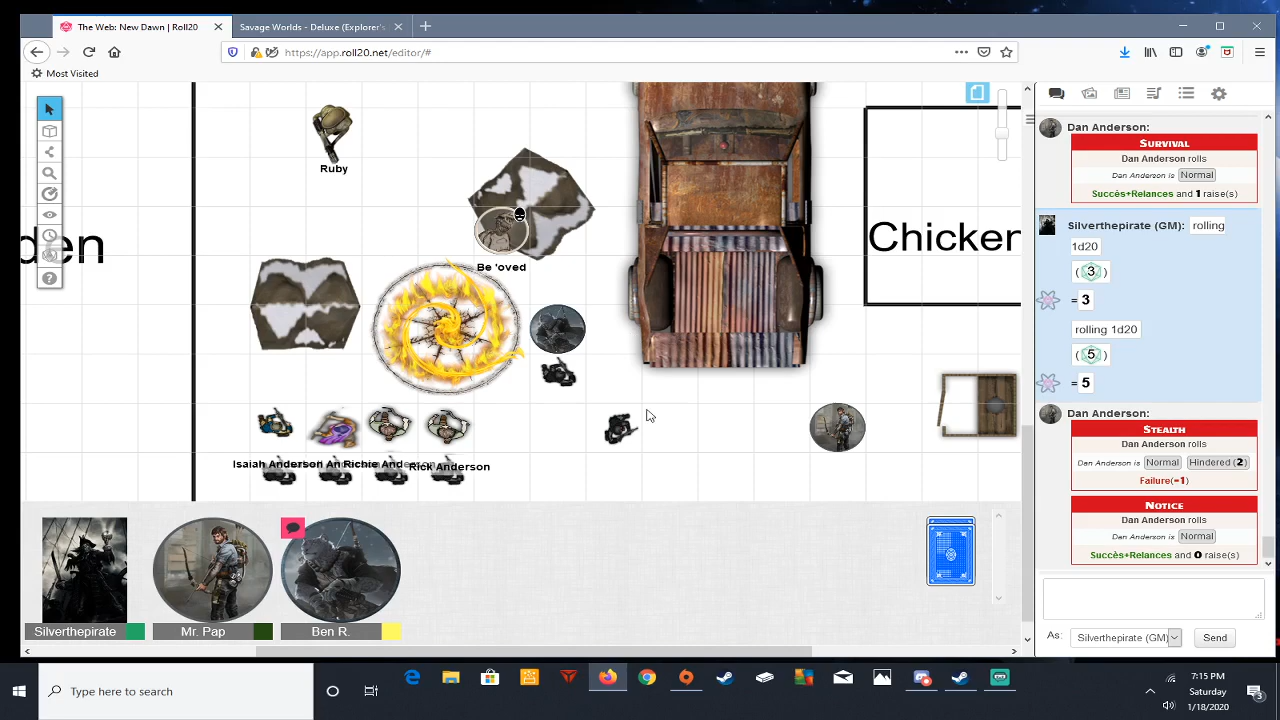 The Web: New Dawn | Roll20
Savage Worlds - Deluxe (Explorer's
https://app.roll20.net/editor/#
Most Visited
Ruby
Be 'oved
den
Chicken
Isaiah Anderson
Rick Anderson
Silverthepirate
Mr. Pap
Ben R.
Dan Anderson:
SURVIVAL
Dan Anderson rolls
Dan Anderson is Normal
Succès+Relances and 1 raise(s)
Silverthepirate (GM): rolling
1d20
(3)
= 3
rolling 1d20
(5)
= 5
Dan Anderson:
STEALTH
Dan Anderson rolls
Dan Anderson is Normal Hindered (2)
Failure(=1)
NOTICE
Dan Anderson rolls
Dan Anderson is Normal
Succès+Relances and 0 raise(s)
As: Silverthepirate (GM) Send
Type here to search
7:15 PM
Saturday
1/18/2020
3